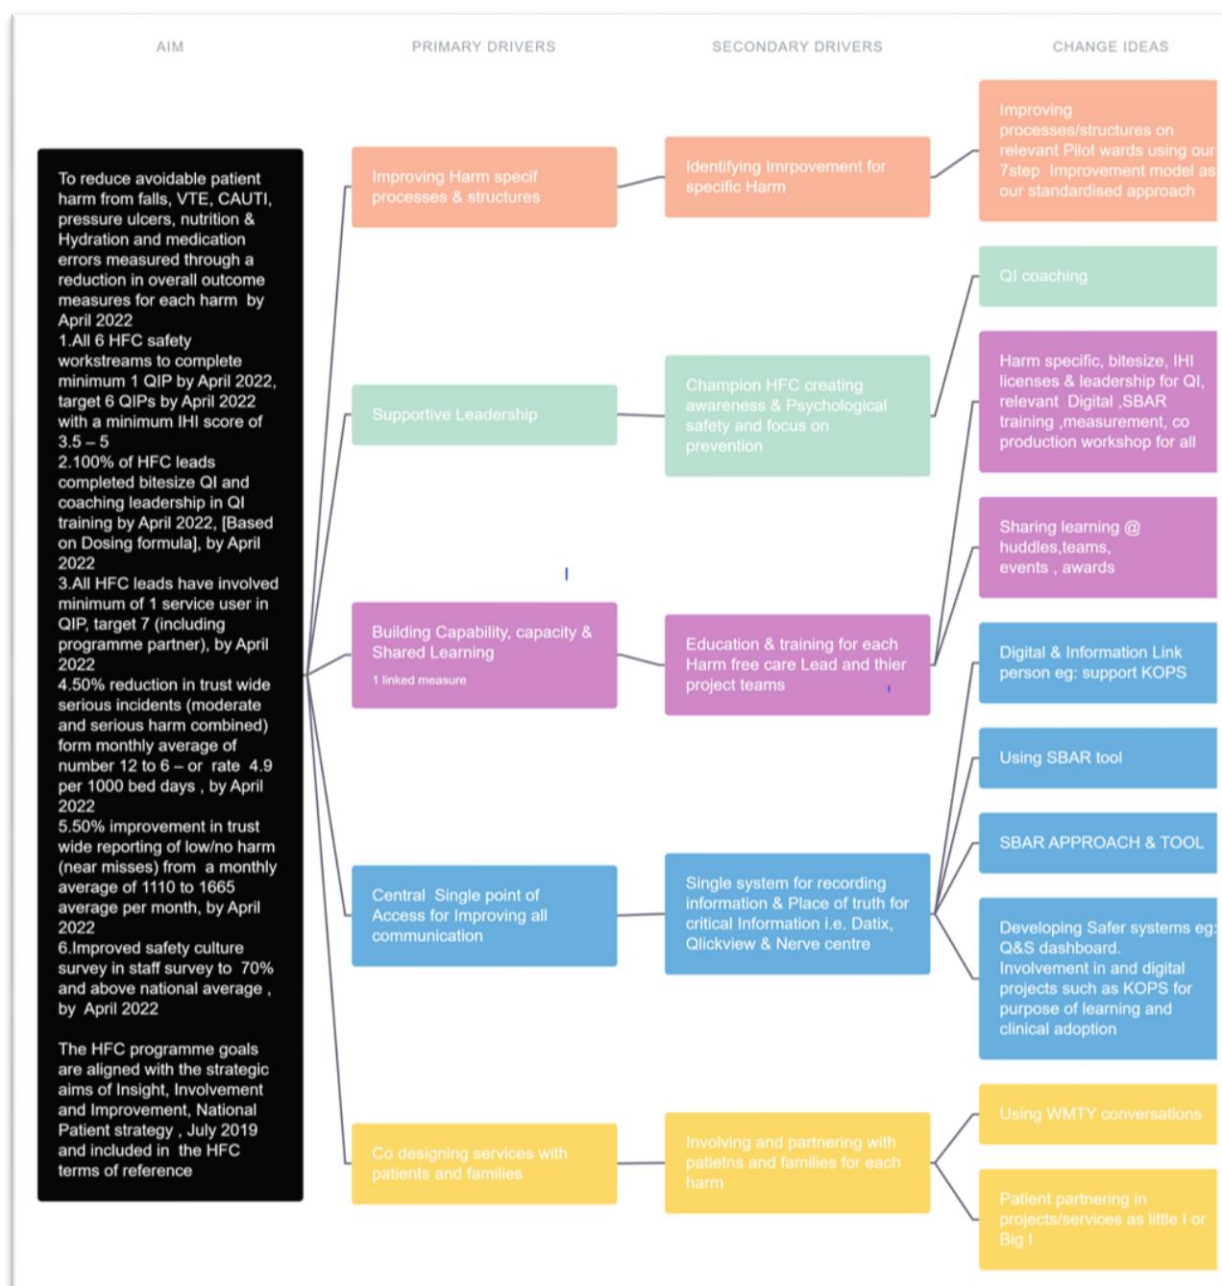 AIM
PRIMARY DRIVERS
SECONDARY DRIVERS
CHANGE IDEAS
To reduce avoidable patient
harm from falls, VTE, CAUTI,
pressure ulcers, nutrition &
Hydration and medication
errors measured through a
reduction in overall outcome
measures for each harm by
April 2022
1.All 6 HFC safety
workstreams to complete
minimum 1 QIP by April 2022,
target 6 QIPs by April 2022
with a minimum IHI score of
3.5 – 5
2.100% of HFC leads
completed bitesize QI and
coaching leadership in QI
training by April 2022, [Based
on Dosing formula], by April
2022
3.All HFC leads have involved
minimum of 1 service user in
QIP, target 7 (including
programme partner), by April
2022
4.50% reduction in trust wide
serious incidents (moderate
and serious harm combined)
form monthly average of
number 12 to 6 – or rate 4.9
per 1000 bed days , by April
2022
5.50% improvement in trust
wide reporting of low/no harm
(near misses) from a monthly
average of 1110 to 1665
average per month, by April
2022
6.Improved safety culture
survey in staff survey to 70%
and above national average ,
by April 2022
The HFC programme goals
are aligned with the strategic
aims of Insight, Involvement
and Improvement, National
Patient strategy , July 2019
and included in the HFC
terms of reference
Improving Harm specif
processes & structures
Supportive Leadership
Building Capability, capacity &
Shared Learning
1 linked measure
Central Single point of
Access for Improving all
communication
Co designing services with
patients and families
Identifying Imrpovement for
specific Harm
Champion HFC creating
awareness & Psychological
safety and focus on
prevention
Education & training for each
Harm free care Lead and thier
project teams
Single system for recording
information & Place of truth for
critical Information i.e. Datix,
Qlickview & Nerve centre
Involving and partnering with
patietns and families for each
harm
Improving
processes/structures on
relevant Pilot wards using our
7step Improvement model as
our standardised approach
QI coaching
Harm specific, bitesize, IHI
licenses & leadership for QI,
relevant Digital ,SBAR
training ,measurement, co
production workshop for all
Sharing learning @
huddles,teams,
events , awards
Digital & Information Link
person eg: support KOPS
Using SBAR tool
SBAR APPROACH & TOOL
Developing Safer systems eg:
Q&S dashboard.
Involvement in and digital
projects such as KOPS for
purpose of learning and
clinical adoption
Using WMTY conversations
Patient partnering in
projects/services as little I or
Big I